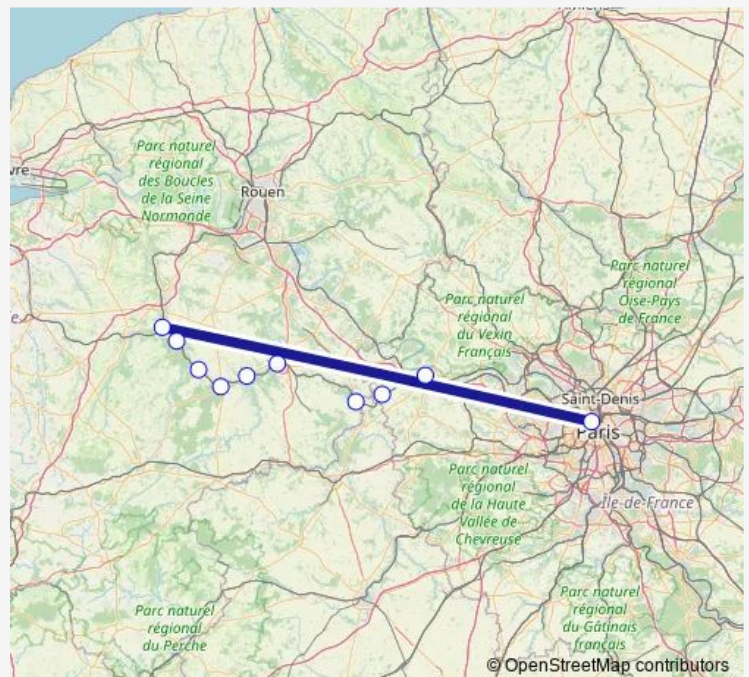 Parc naturel
régional
des Boucles
de la Seine
Normande
Rouen
Parc naturel
régional
Oise-Pays
de France
Parc naturel
régional
du Vexin
Français
Saint-Denis
Paris
Parc naturel
régional
de la Haute
Vallée de
Chevreuse
Île-de-France
Parc naturel
régional
du Perche
Parc naturel
régional
du Gâtinais
français
© OpenStreetMap contributors